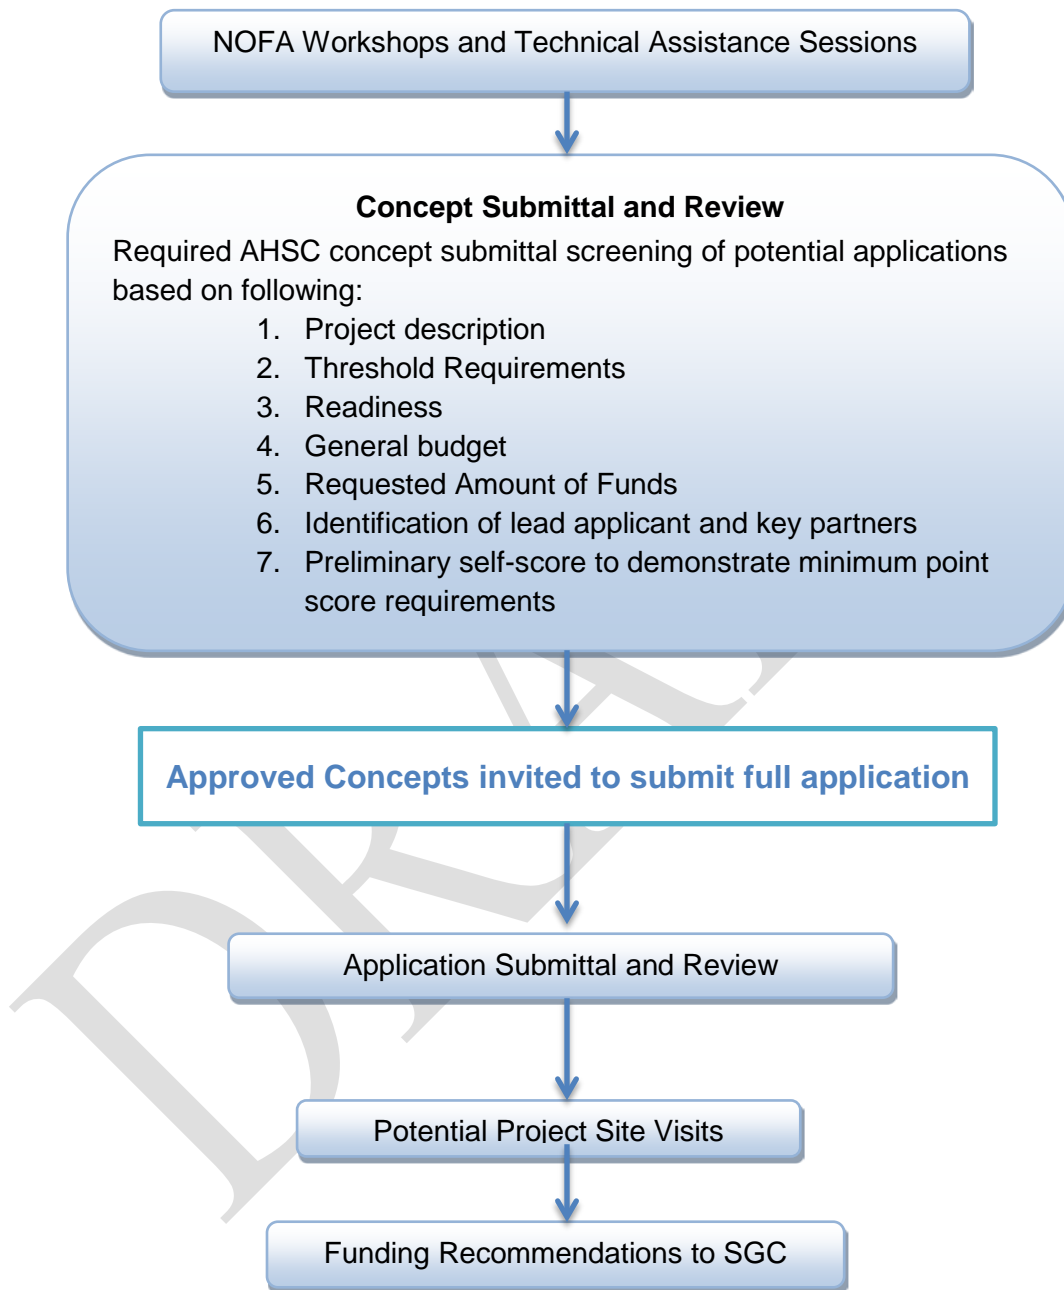 NOFA Workshops and Technical Assistance Sessions
Concept Submittal and Review
Required AHSC concept submittal screening of potential applications
based on following:
1. Project description
2. Threshold Requirements
3. Readiness
4. General budget
5. Requested Amount of Funds
6. Identification of lead applicant and key partners
7. Preliminary self-score to demonstrate minimum point
score requirements
Approved Concepts invited to submit full application
Application Submittal and Review
Potential Project Site Visits
Funding Recommendations to SGC
DRAFT